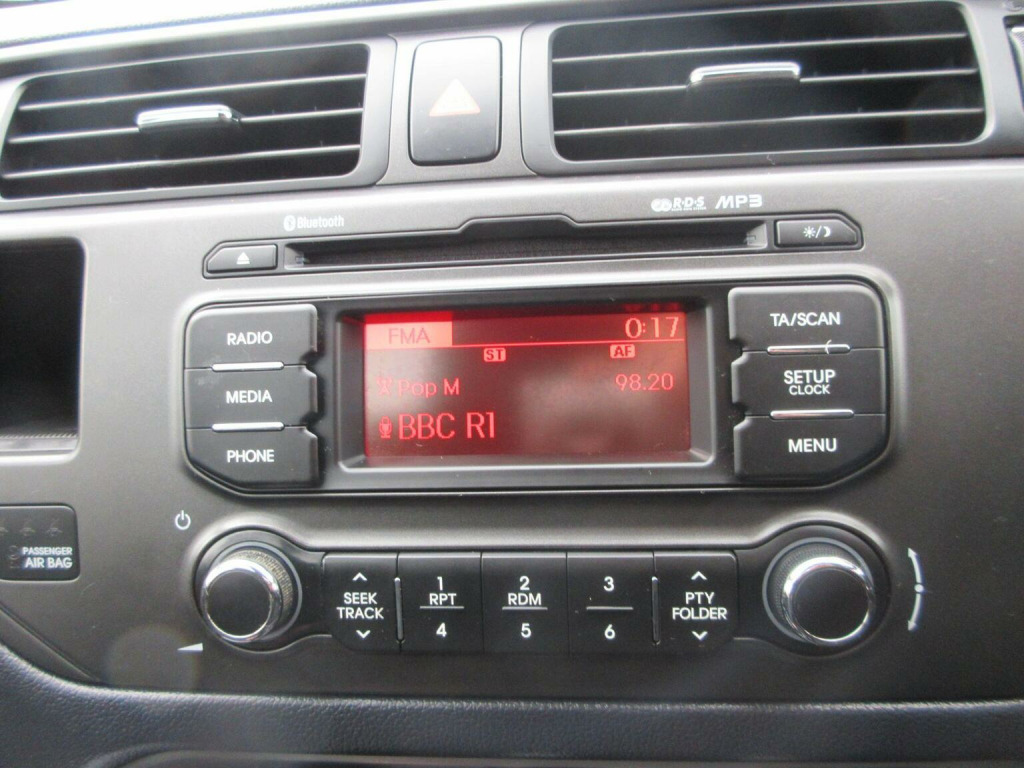 Bluetooth
R·D·S MP3
RADIO
MEDIA
PHONE
FMA 0:17
ST AF
Pop M 98.20
BBC R1
TA/SCAN
SETUP
CLOCK
MENU
PASSENGER
AIR BAG
SEEK
TRACK
1
RPT
4
2
RDM
5
3
6
PTY
FOLDER